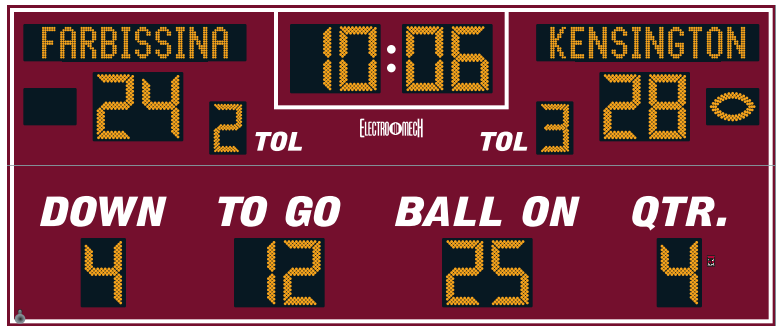 FARBISSINA 10:06 KENSINGTON
24 2 TOL ELECTRO-MECH TOL 3 28
DOWN TO GO BALL ON QTR.
4 12 25 4